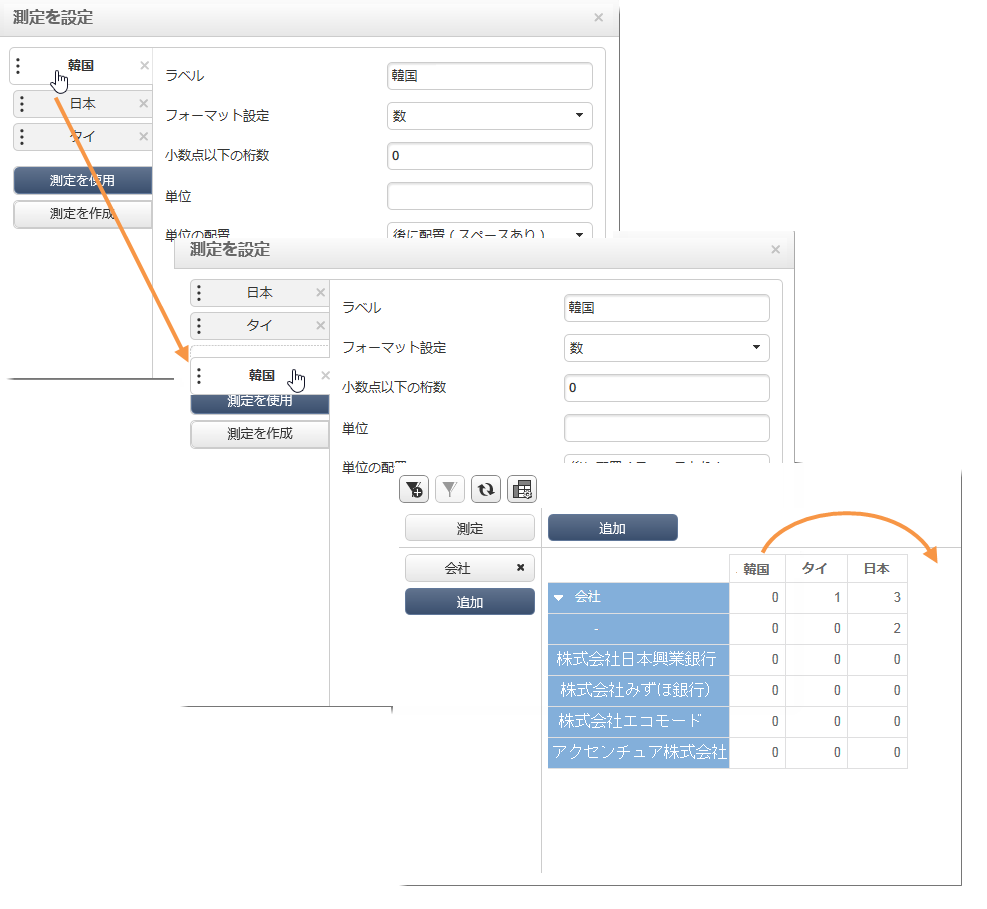 測定を設定
韓国
日本
タイ
測定を使用
測定を作成
ラベル
韓国
フォーマット設定
数
小数点以下の桁数
0
単位
単位の配置
後に配置 ( スペースあり )
測定を設定
日本
タイ
韓国
測定を使用
測定を作成
ラベル
韓国
フォーマット設定
数
小数点以下の桁数
0
単位
単位の配置
測定
追加
会社
追加
韓国 タイ 日本
会社 0 1 3
- 0 0 2
株式会社日本興業銀行 0 0 0
株式会社みずほ銀行) 0 0 0
株式会社エコモード 0 0 0
アクセンチュア株式会社 0 0 0